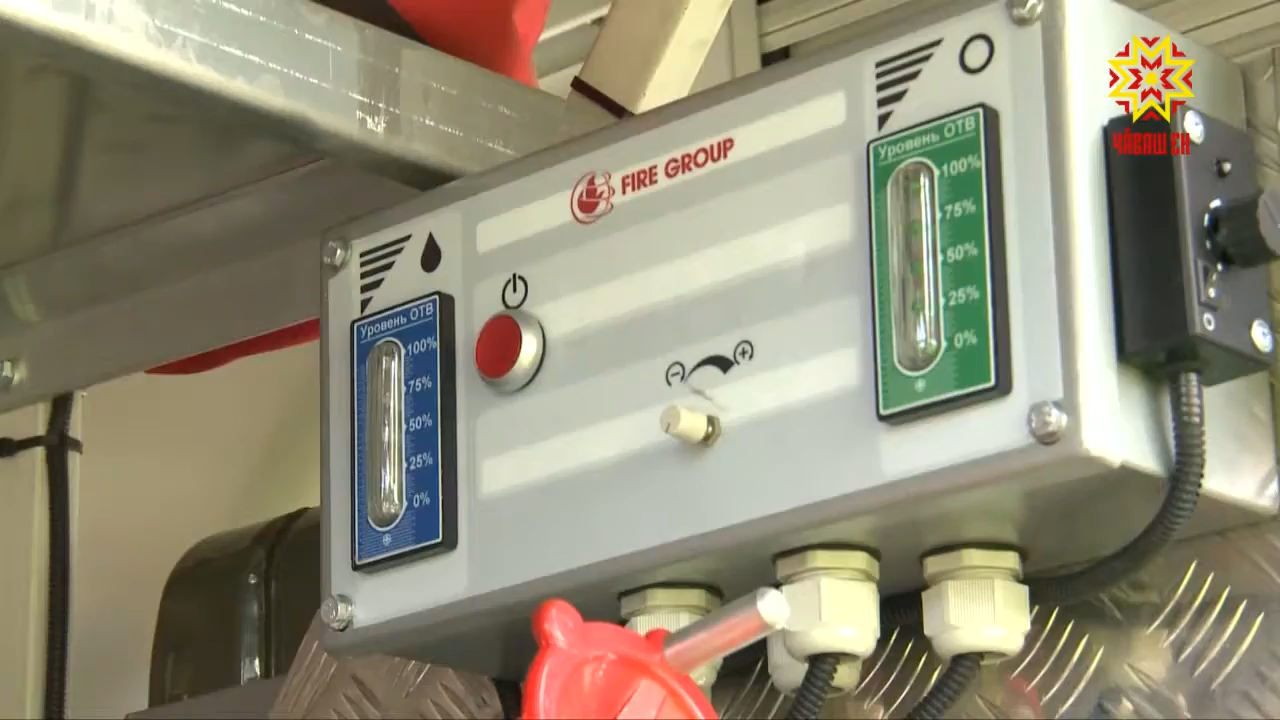 FIRE GROUP
Уровень ОТВ
100%
75%
50%
25%
0%
Уровень ОТВ
100%
75%
50%
25%
0%
ЧӐВАШ ЕН